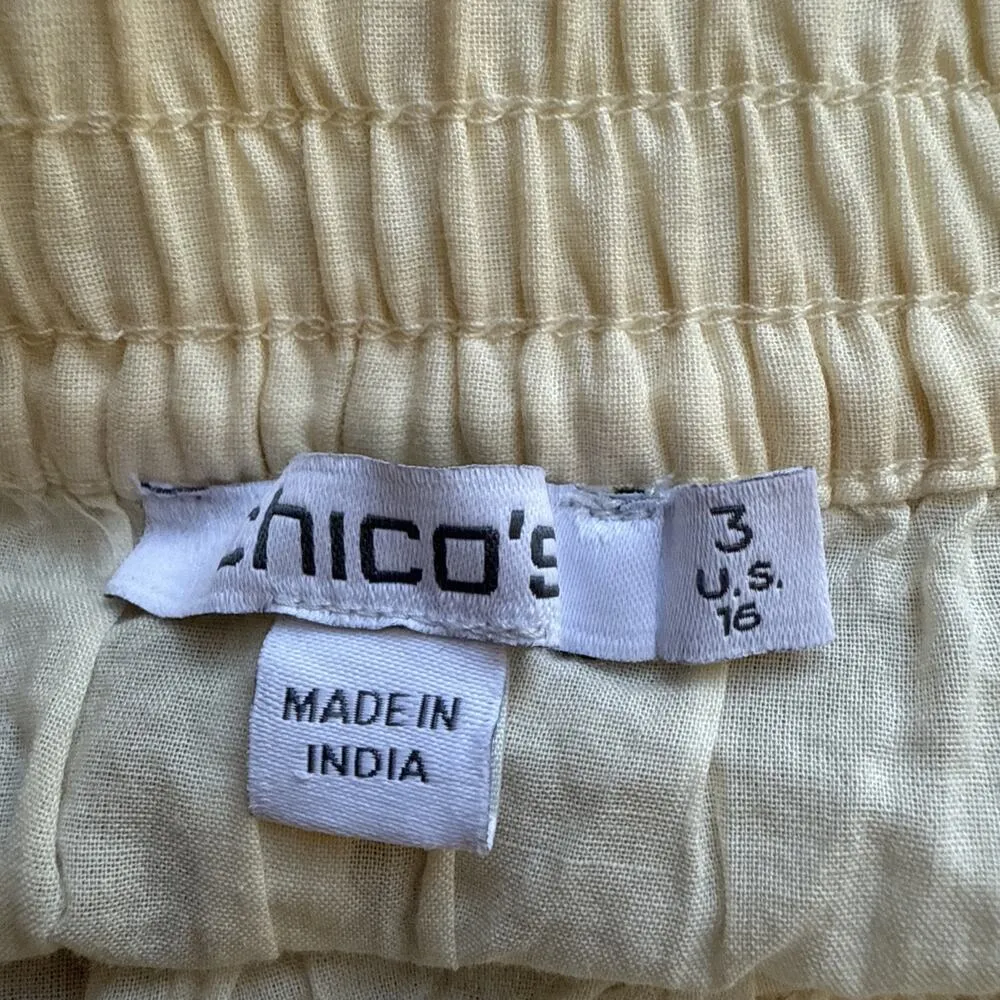 chico's
3
U.S.
16
MADE IN
INDIA